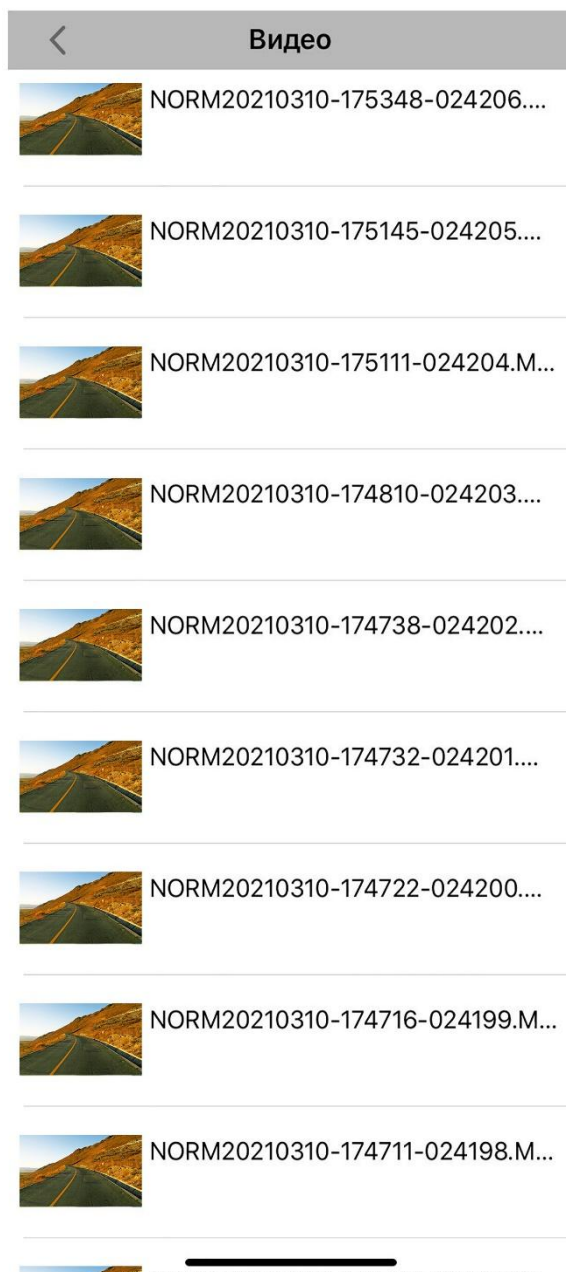 Видео
NORM20210310-175348-024206....
NORM20210310-175145-024205....
NORM20210310-175111-024204.M...
NORM20210310-174810-024203....
NORM20210310-174738-024202....
NORM20210310-174732-024201....
NORM20210310-174722-024200....
NORM20210310-174716-024199.M...
NORM20210310-174711-024198.M...